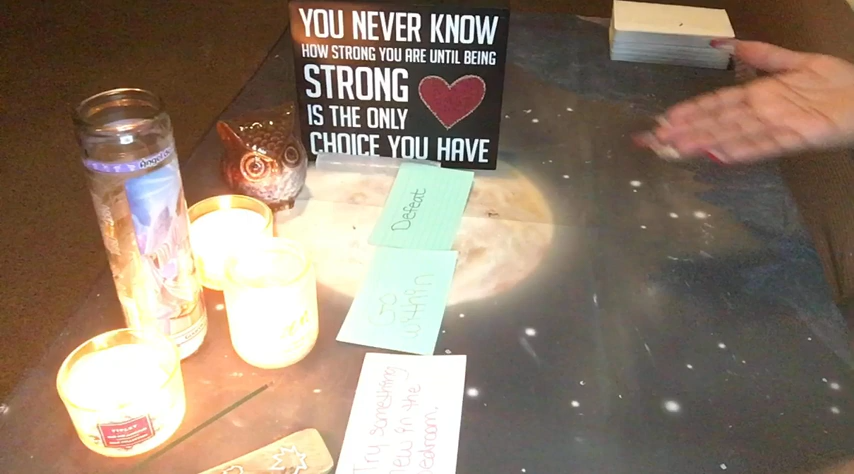 YOU NEVER KNOW
HOW STRONG YOU ARE UNTIL BEING
STRONG
IS THE ONLY
CHOICE YOU HAVE
Defeat
Go
within
Try something
new in the
bedroom.